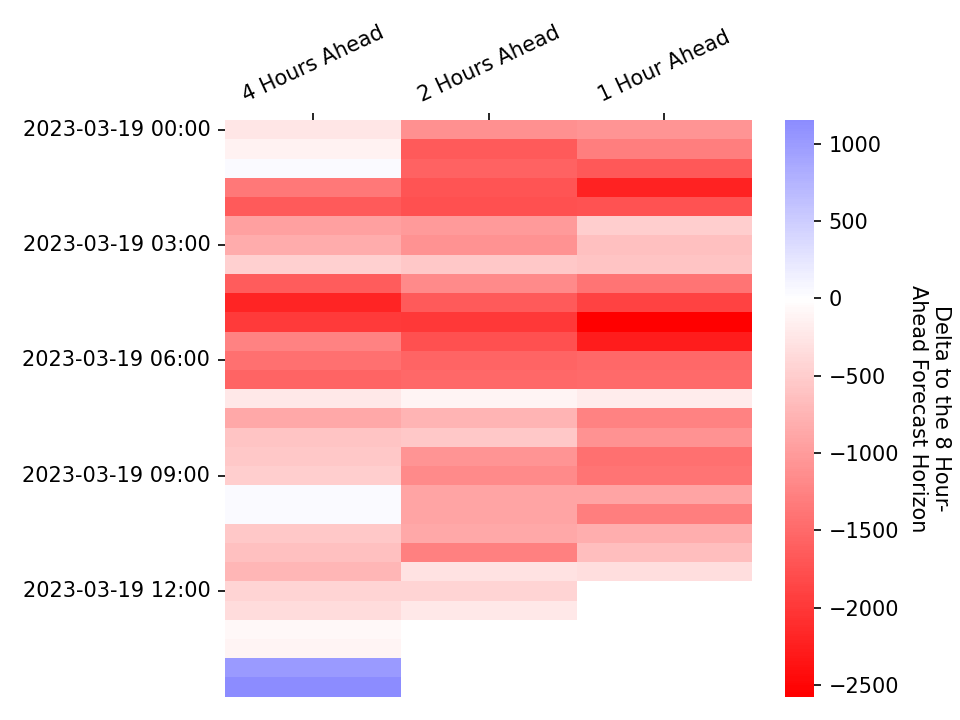 4 Hours Ahead
2 Hours Ahead
1 Hour Ahead
2023-03-19 00:00
2023-03-19 03:00
2023-03-19 06:00
2023-03-19 09:00
2023-03-19 12:00
1000
500
0
−500
−1000
−1500
−2000
−2500
Delta to the 8 Hour-
Ahead Forecast Horizon